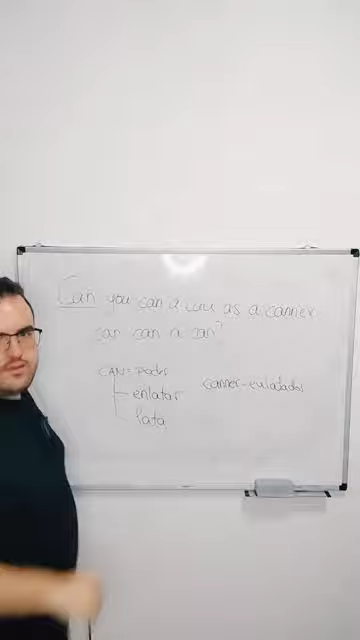 Can you can a can as a canner
can can a can?
CAN = Poder
enlatar
lata
canner - enlatador